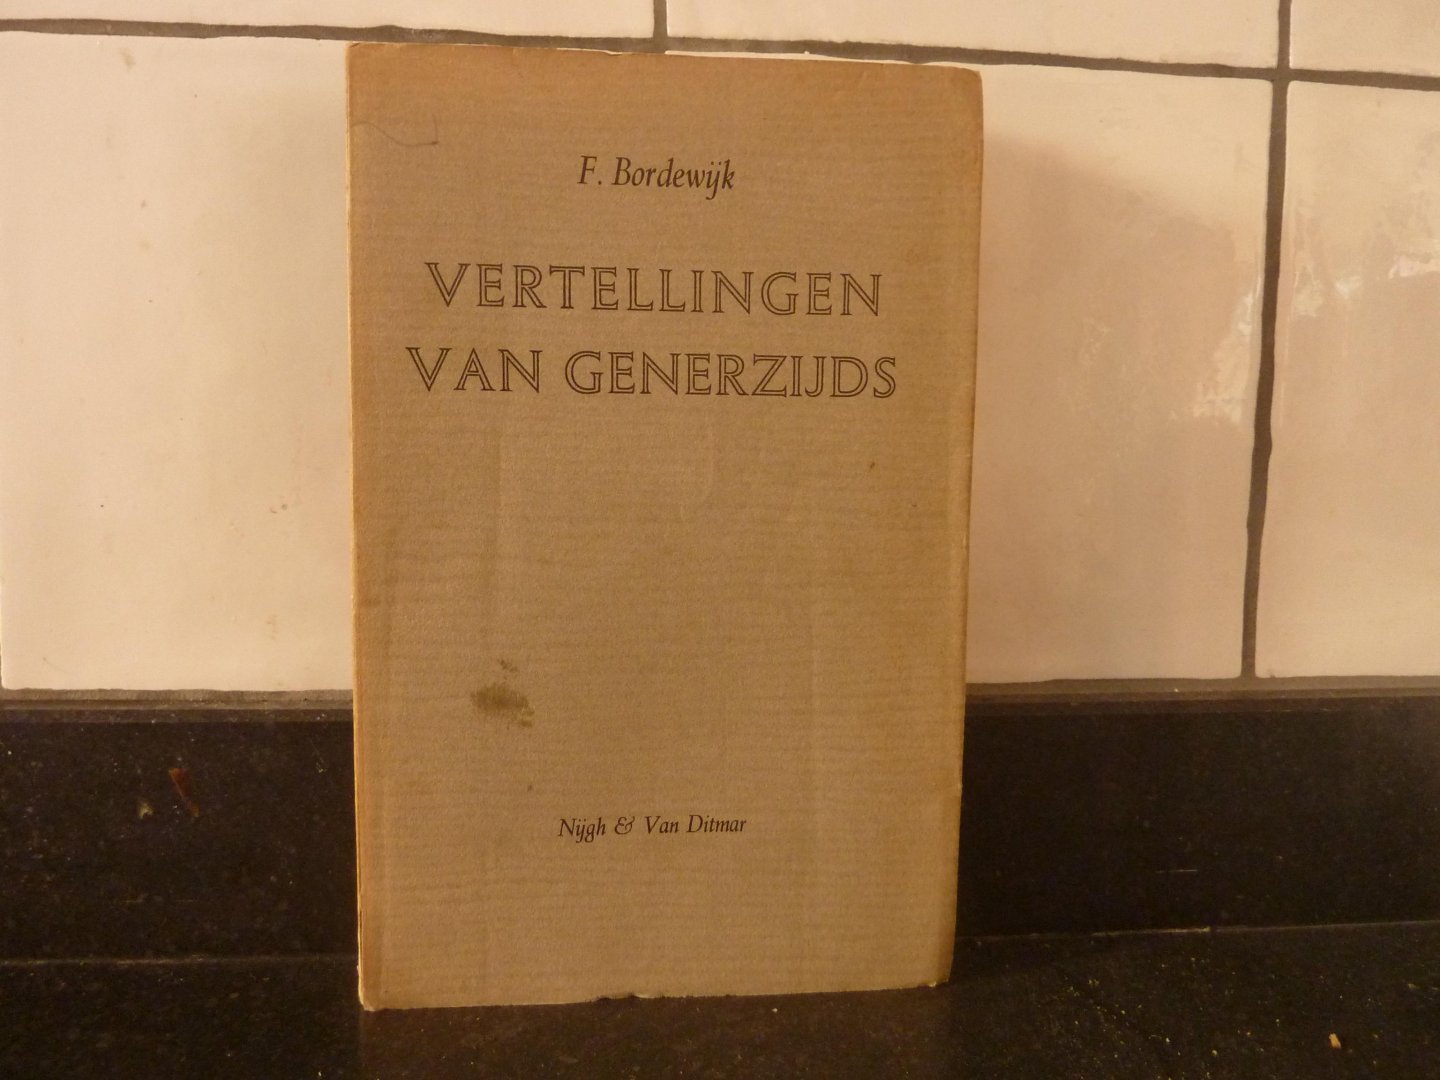 F. Bordewijk
VERTELLINGEN
VAN GENERZIJDS
Nijgh & Van Ditmar